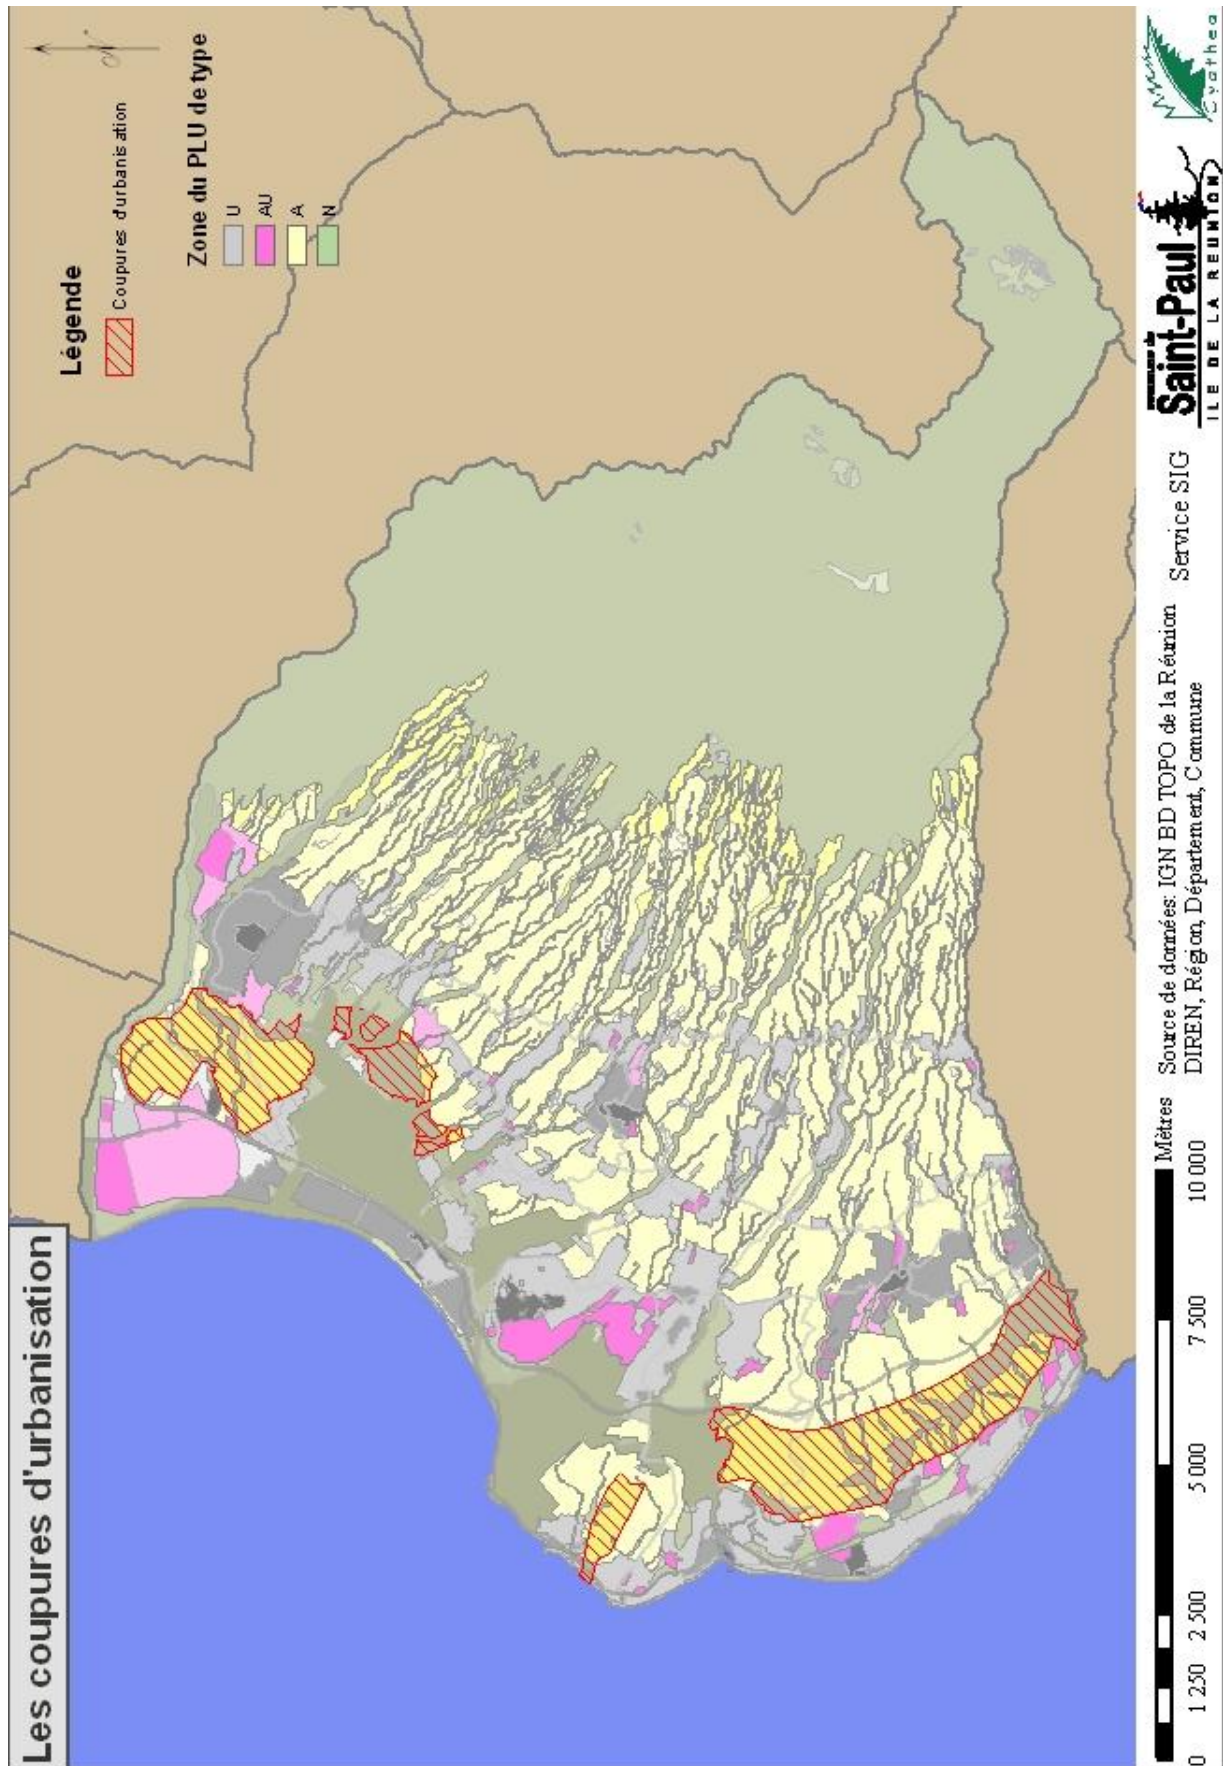 Les coupures d'urbanisation
N
Légende
Coupures d'urbanisation
Zone du PLU de type
U
AU
A
N
0 1 250 2 500 5 000 7 500 10 000
Mètres
Source de données: IGN BD TOPO de la Réunion
DIREN, Région, Département, Commune
Service SIG
Saint-Paul
ILE DE LA REUNION
Cyathea